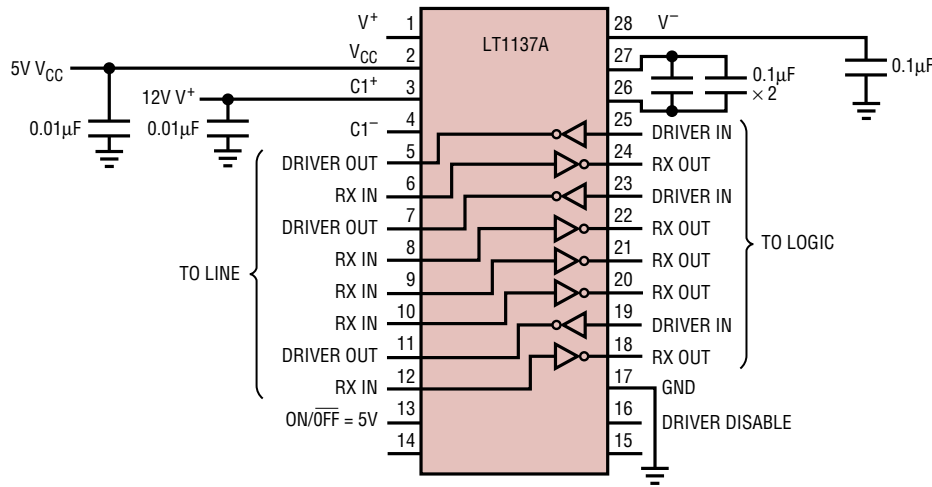 LT1137A
V+ 1
VCC 2
5V VCC
C1+ 3
12V V+
0.01µF 0.01µF
C1– 4
DRIVER OUT 5
RX IN 6
DRIVER OUT 7
RX IN 8
RX IN 9
RX IN 10
DRIVER OUT 11
RX IN 12
ON/OFF = 5V 13
14
TO LINE
28 V–
0.1µF
27
26
0.1µF
× 2
25 DRIVER IN
24 RX OUT
23 DRIVER IN
22 RX OUT
21 RX OUT
20 RX OUT
19 DRIVER IN
18 RX OUT
17 GND
16 DRIVER DISABLE
15
TO LOGIC